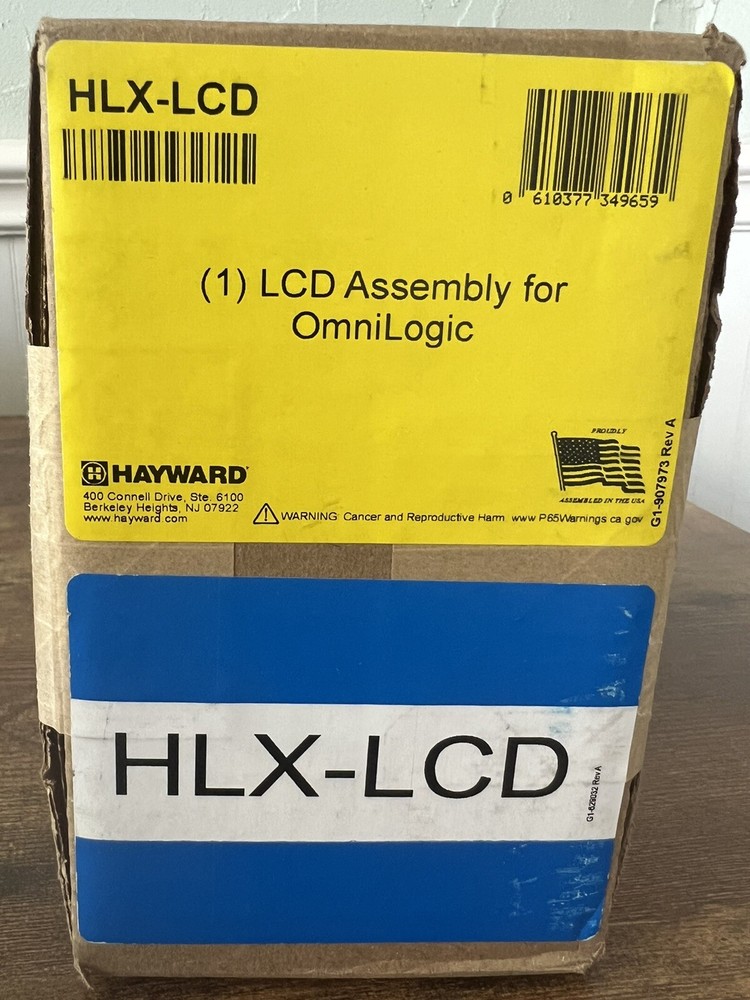 HLX-LCD
0 610377 349659
(1) LCD Assembly for
OmniLogic
PROUDLY
ASSEMBLED IN THE USA
G1-907973 Rev A
HAYWARD
400 Connell Drive, Ste. 6100
Berkeley Heights, NJ 07922
www.hayward.com
WARNING: Cancer and Reproductive Harm www.P65Warnings.ca.gov
HLX-LCD
G1-629032 Rev A